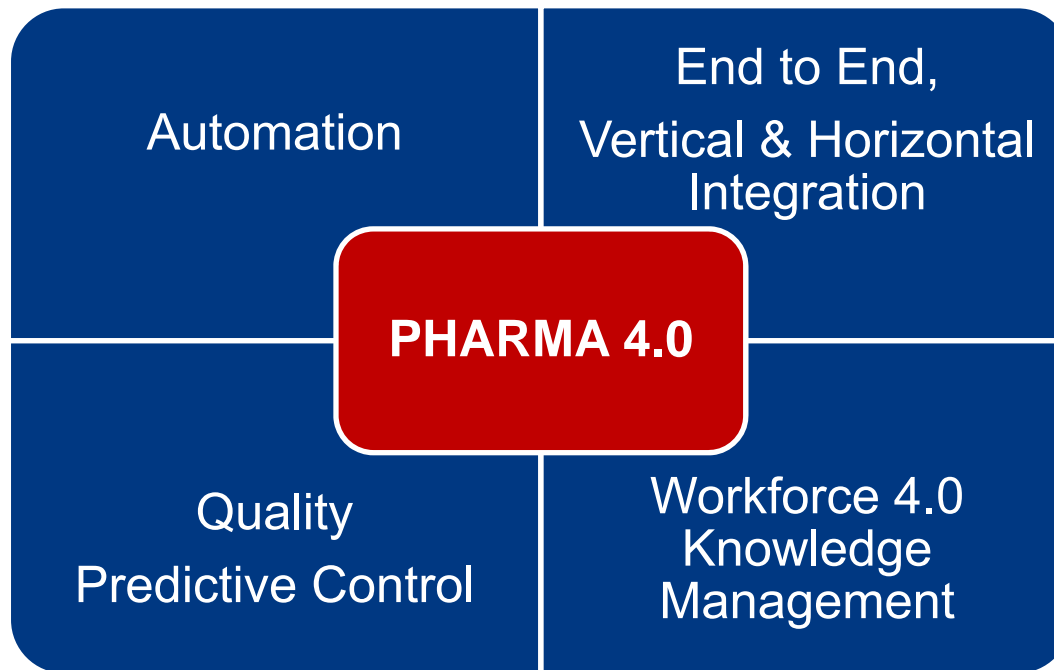 Automation
End to End,
Vertical & Horizontal
Integration
PHARMA 4.0
Quality
Predictive Control
Workforce 4.0
Knowledge
Management